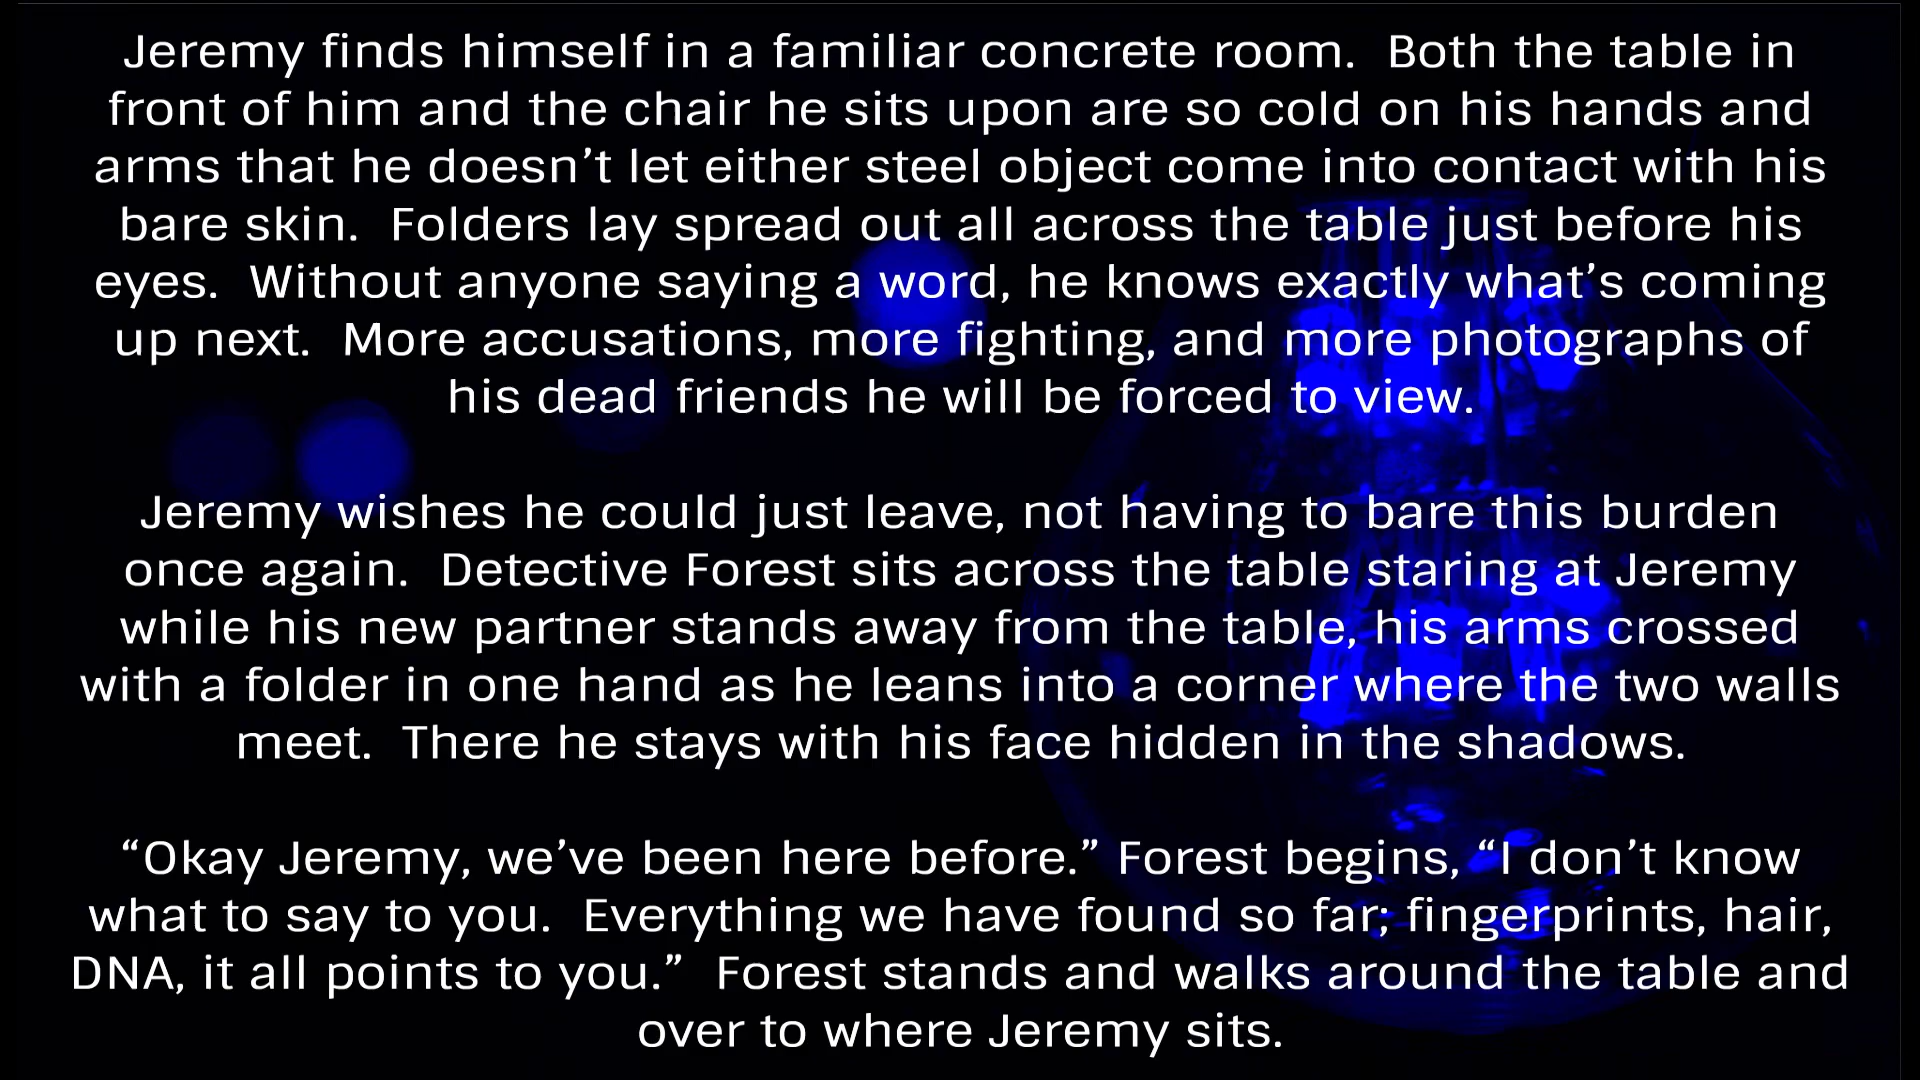 Jeremy finds himself in a familiar concrete room.  Both the table in
front of him and the chair he sits upon are so cold on his hands and
arms that he doesn’t let either steel object come into contact with his
bare skin.  Folders lay spread out all across the table just before his
eyes.  Without anyone saying a word, he knows exactly what’s coming
up next.  More accusations, more fighting, and more photographs of
his dead friends he will be forced to view.
Jeremy wishes he could just leave, not having to bare this burden
once again.  Detective Forest sits across the table staring at Jeremy
while his new partner stands away from the table, his arms crossed
with a folder in one hand as he leans into a corner where the two walls
meet.  There he stays with his face hidden in the shadows.
“Okay Jeremy, we’ve been here before.” Forest begins, “I don’t know
what to say to you.  Everything we have found so far; fingerprints, hair,
DNA, it all points to you.”  Forest stands and walks around the table and
over to where Jeremy sits.